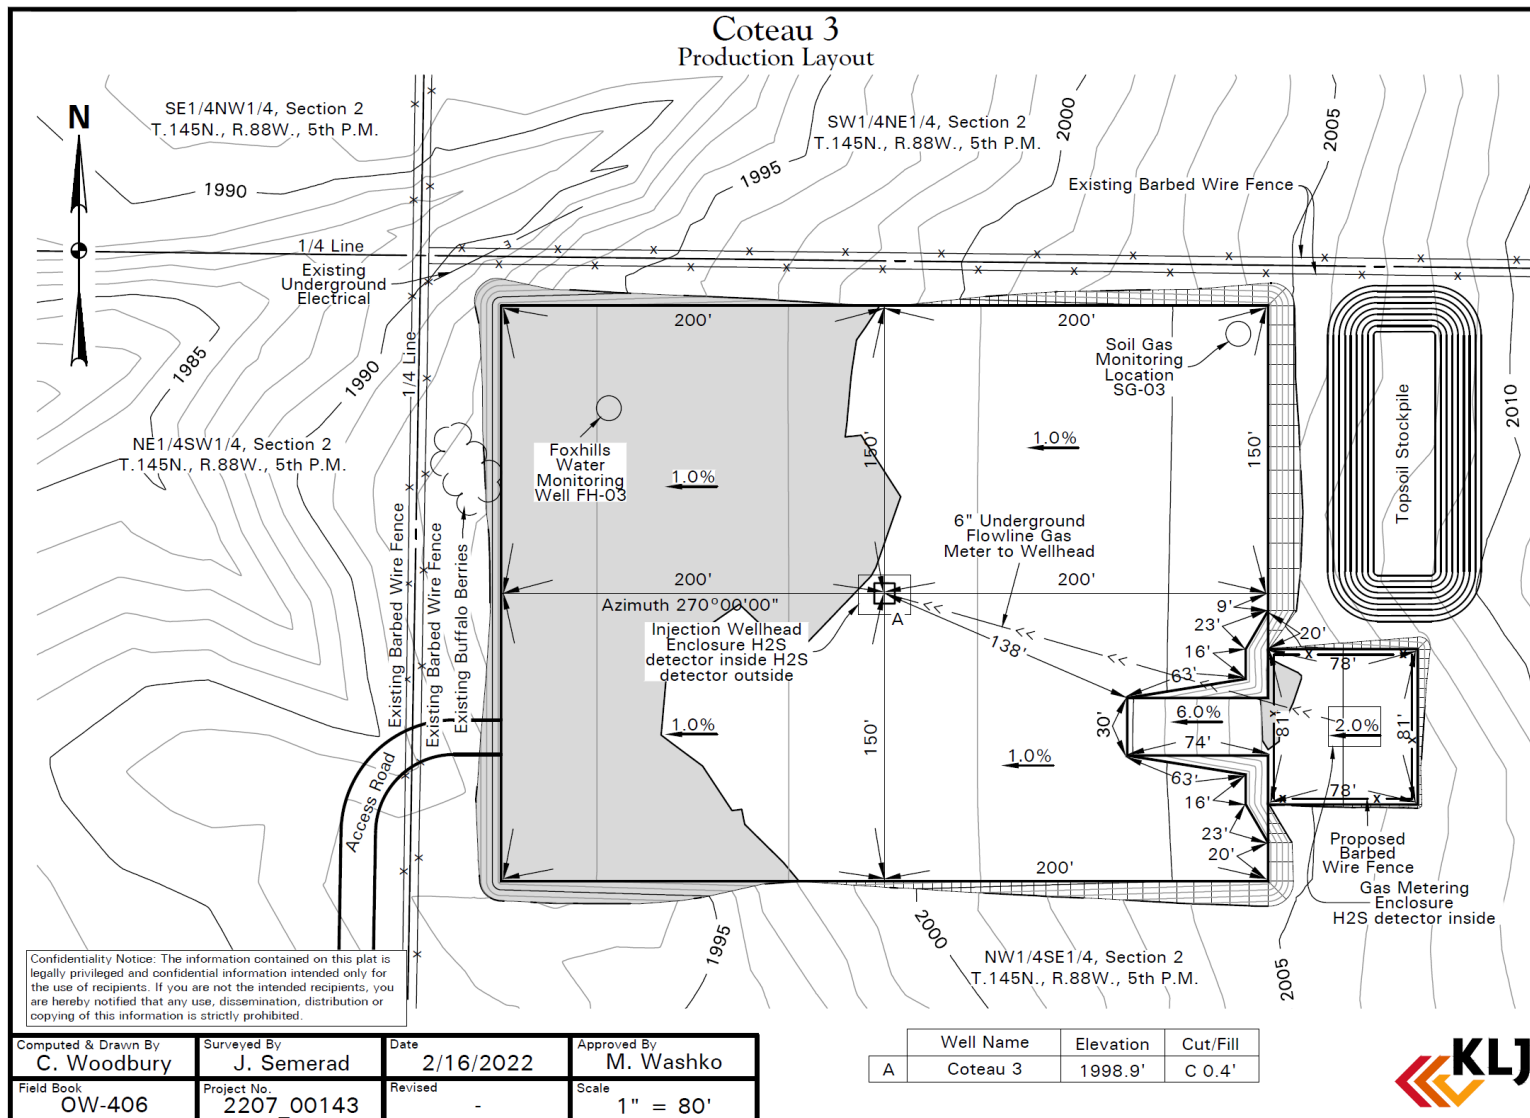 Coteau 3
Production Layout
N
SE1/4NW1/4, Section 2
T.145N., R.88W., 5th P.M.
SW1/4NE1/4, Section 2
T.145N., R.88W., 5th P.M.
2000
2005
1990
1995
Existing Barbed Wire Fence
1/4 Line
E
Existing
Underground
Electrical
1985
1990
1/4 Line
2010
200'
200'
Soil Gas
Monitoring
Location
SG-03
Topsoil Stockpile
NE1/4SW1/4, Section 2
T.145N., R.88W., 5th P.M.
Foxhills
Water
Monitoring
Well FH-03
1.0%
1.0%
150'
150'
6" Underground
Flowline Gas
Meter to Wellhead
Existing Barbed Wire Fence
Existing Barbed Wire Fence
Existing Buffalo Berries
200'
200'
Azimuth 270°00'00"
A
Injection Wellhead
Enclosure H2S
detector inside H2S
detector outside
138'
9'
23'
20'
16'
63'
78'
1.0%
150'
1.0%
30'
6.0%
74'
81'
2.0%
81'
63'
78'
16'
23'
20'
200'
Access Road
Proposed
Barbed
Wire Fence
Gas Metering
Enclosure
H2S detector inside
1995
2000
2005
NW1/4SE1/4, Section 2
T.145N., R.88W., 5th P.M.
Confidentiality Notice: The information contained on this plat is
legally privileged and confidential information intended only for
the use of recipients. If you are not the intended recipients, you
are hereby notified that any use, dissemination, distribution or
copying of this information is strictly prohibited.
Computed & Drawn By
C. Woodbury
Surveyed By
J. Semerad
Date
2/16/2022
Approved By
M. Washko
Field Book
OW-406
Project No.
2207_00143
Revised
-
Scale
1" = 80'
Well Name Elevation Cut/Fill
A Coteau 3 1998.9' C 0.4'
KLJ